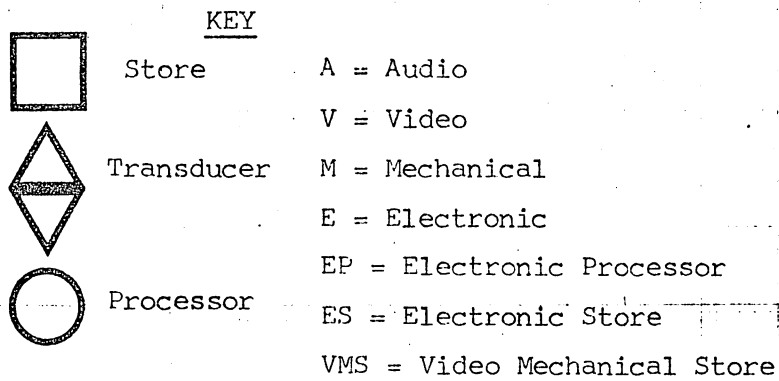 KEY
Store A = Audio
V = Video
Transducer M = Mechanical
E = Electronic
EP = Electronic Processor
Processor ES = Electronic Store
VMS = Video Mechanical Store